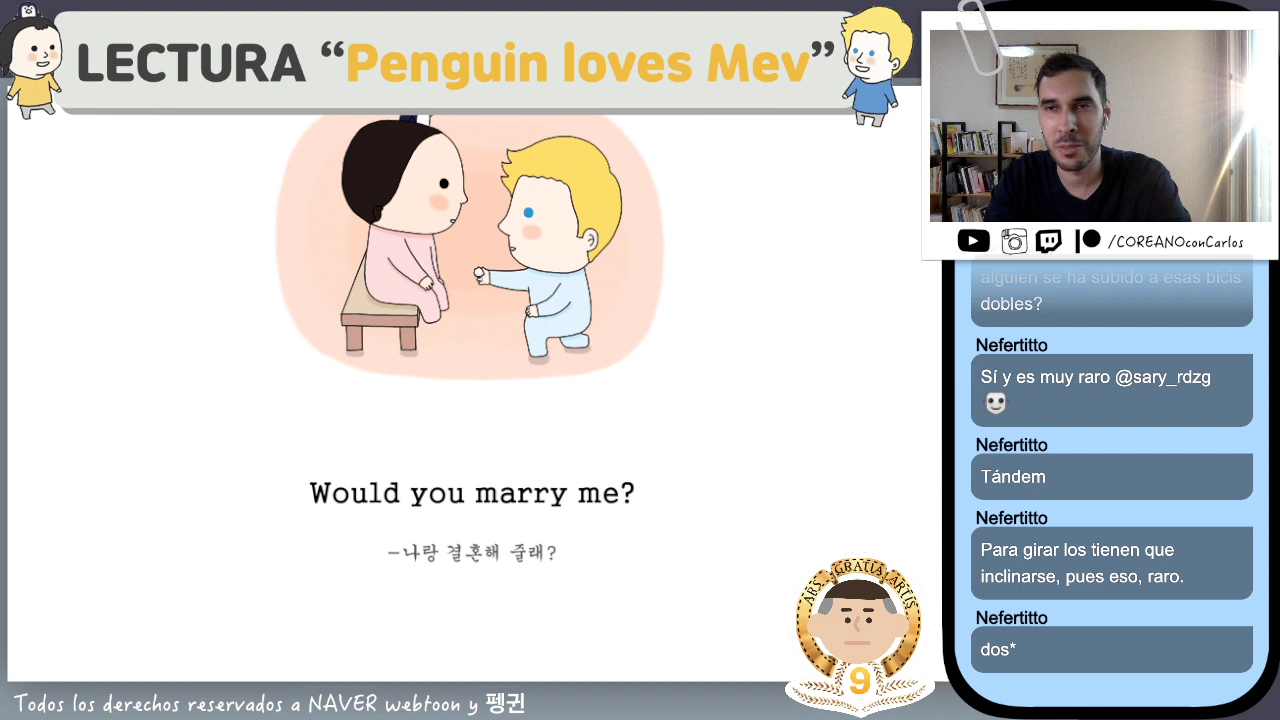 LECTURA “Penguin loves Mev”
Would you marry me?
–나랑 결혼해 줄래?
ARS GRATIA ARTIS
9
Todos los derechos reservados a NAVER webtoon y 펭귄
/COREANOconCarlos
alguien se ha subido a esas bicis
dobles?
Nefertitto
Sí y es muy raro @sary_rdzg
Nefertitto
Tándem
Nefertitto
Para girar los tienen que
inclinarse, pues eso, raro.
Nefertitto
dos*